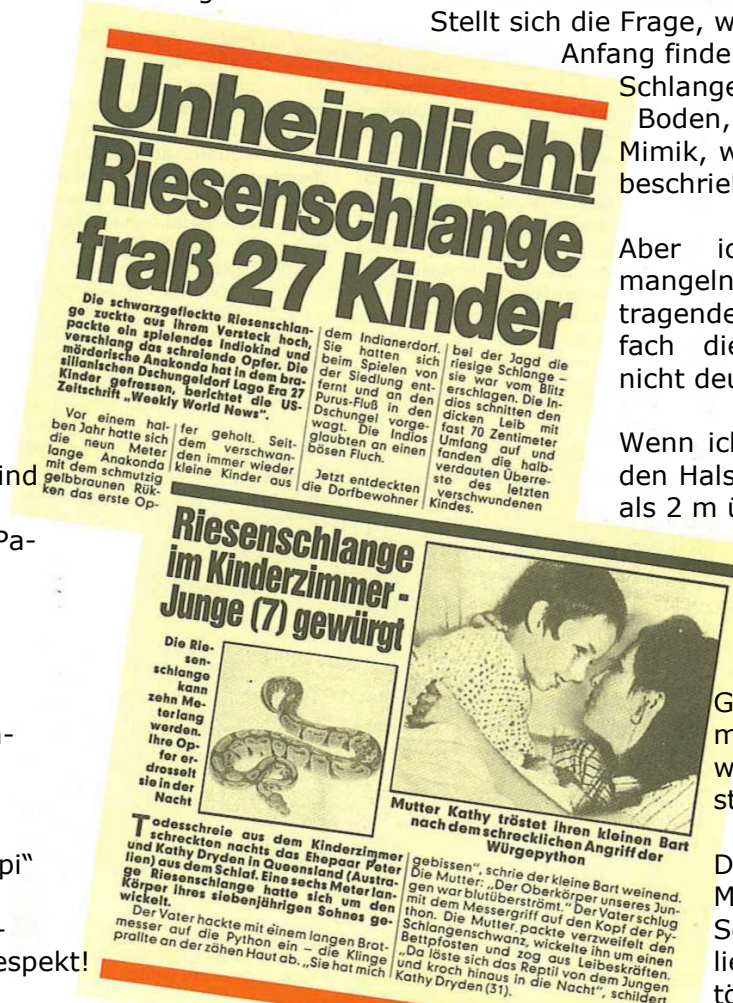 Stellt sich die Frage, w
Anfang finde
Schlange
Boden,
Mimik, w
beschrie
Aber ic
mangeln
tragende
fach die
nicht deu
Wenn ich
den Hals
als 2 m ü
Unheimlich!
Riesenschlange
fraß 27 Kinder
Die schwarzgefleckte Riesenschlan-
ge zuckte aus ihrem Versteck hoch,
packte ein spielendes Indiokind und
verschlang das schreiende Opfer. Die
mörderische Anakonda hat in dem bra-
silianischen Dschungeldorf Lago Era 27
Kinder gefressen, berichtet die US-
Zeitschrift „Weekly World News“.
Vor einem hal-
ben Jahr hatte sich
die neun Meter
lange Anakonda
mit dem schmutzig
gelbbraunen Rük-
ken das erste Op-
fer geholt. Seit-
dem verschwan-
den immer wieder
kleine Kinder aus
dem Indianerdorf.
Sie hatten sich
beim Spielen von
der Siedlung ent-
fernt und an den
Purus-Fluß in den
Dschungel vorge-
wagt. Die Indios
glaubten an einen
bösen Fluch.
Jetzt entdeckten
die Dorfbewohner
bei der Jagd die
riesige Schlange –
sie war vom Blitz
erschlagen. Die In-
dios schnitten den
dicken Leib mit
fast 70 Zentimeter
Umfang auf und
fanden die halb-
verdauten Überre-
ste des letzten
verschwundenen
Kindes.
Riesenschlange
im Kinderzimmer -
Junge (7) gewürgt
Die Rie-
sen-
schlange
kann
zehn Me-
ter lang
werden.
Ihre Op-
fer er-
drosselt
sie in der
Nacht
Mutter Kathy tröstet ihren kleinen Bart
nach dem schrecklichen Angriff der
Würgepython
Todesschreie aus dem Kinderzimmer
schreckten nachts das Ehepaar Peter
und Kathy Dryden in Queensland (Austra-
lien) aus dem Schlaf. Eine sechs Meter lan-
ge Riesenschlange hatte sich um den
Körper ihres siebenjährigen Sohnes ge-
wickelt.
Der Vater hackte mit einem langen Brot-
messer auf die Python ein – die Klinge
prallte an der zähen Haut ab. „Sie hat mich
gebissen“, schrie der kleine Bart weinend.
Die Mutter: „Der Oberkörper unseres Jun-
gen war blutüberströmt.“ Der Vater schlug
mit dem Messergriff auf den Kopf der Py-
thon. Die Mutter packte verzweifelt den
Schlangenschwanz, wickelte ihn um einen
Bettpfosten und zog aus Leibeskräften.
„Da löste sich das Reptil von dem Jungen
und kroch hinaus in die Nacht“, schildert
Kathy Dryden (31).
ind
Pa-
pi“
espekt!
G
m
w
st
D
M
Sc
lie
tö